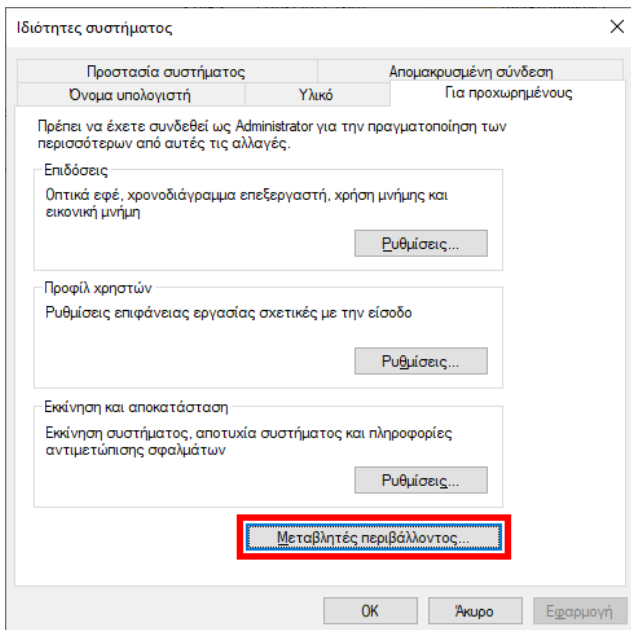 Ιδιότητες συστήματος
Προστασία συστήματος Απομακρυσμένη σύνδεση
Όνομα υπολογιστή Υλικό Για προχωρημένους
Πρέπει να έχετε συνδεθεί ως Administrator για την πραγματοποίηση των
περισσότερων από αυτές τις αλλαγές.
Επιδόσεις
Οπτικά εφέ, χρονοδιάγραμμα επεξεργαστή, χρήση μνήμης και
εικονική μνήμη
Ρυθμίσεις...
Προφίλ χρηστών
Ρυθμίσεις επιφάνειας εργασίας σχετικές με την είσοδο
Ρυθμίσεις...
Εκκίνηση και αποκατάσταση
Εκκίνηση συστήματος, αποτυχία συστήματος και πληροφορίες
αντιμετώπισης σφαλμάτων
Ρυθμίσεις...
Μεταβλητές περιβάλλοντος...
OK Άκυρο Εφαρμογή